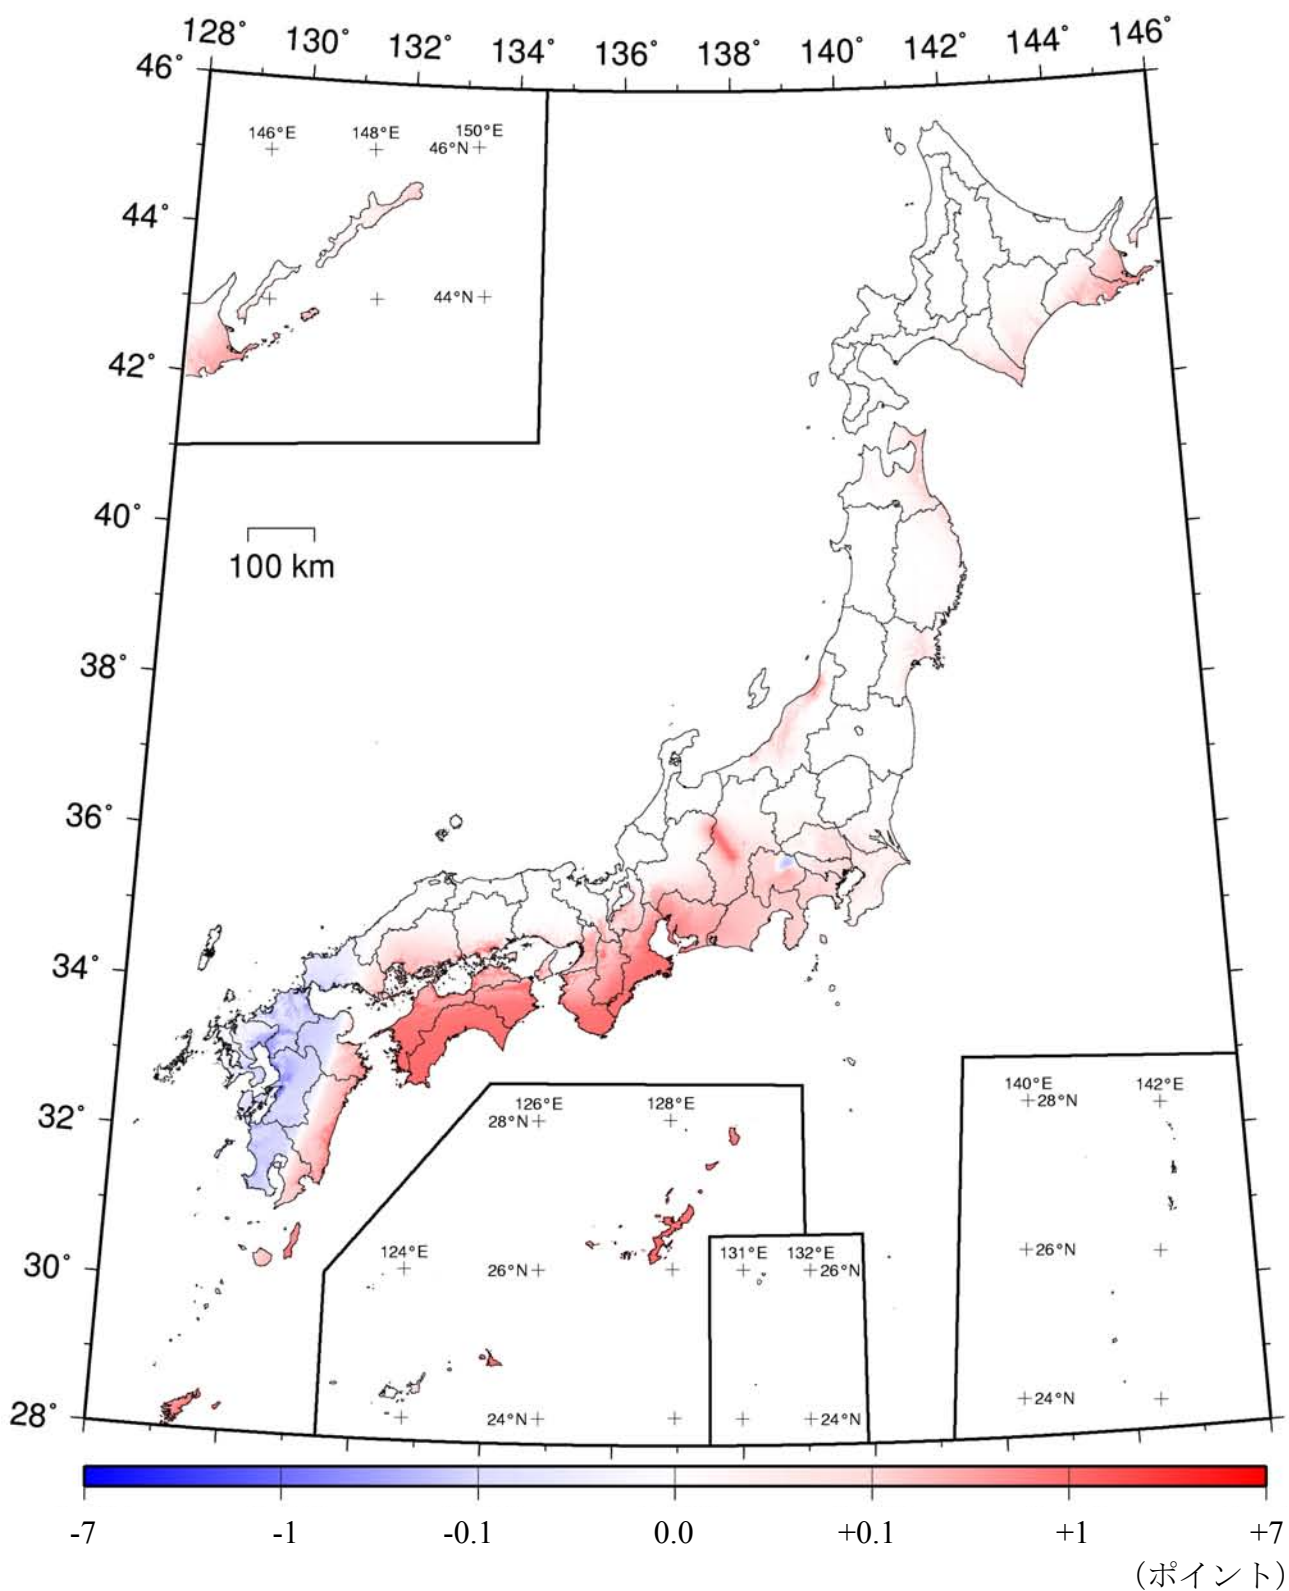 128° 130° 132° 134° 136° 138° 140° 142° 144° 146°
46°
146°E 148°E 150°E
46°N
44°
44°N
42°
40°
100 km
38°
36°
34°
32°
126°E 128°E
28°N
140°E 142°E
28°N
30°
124°E
26°N
131°E 132°E
26°N
26°N
28°
24°N
24°N
24°N
-7 -1 -0.1 0.0 +0.1 +1 +7
(ポイント)